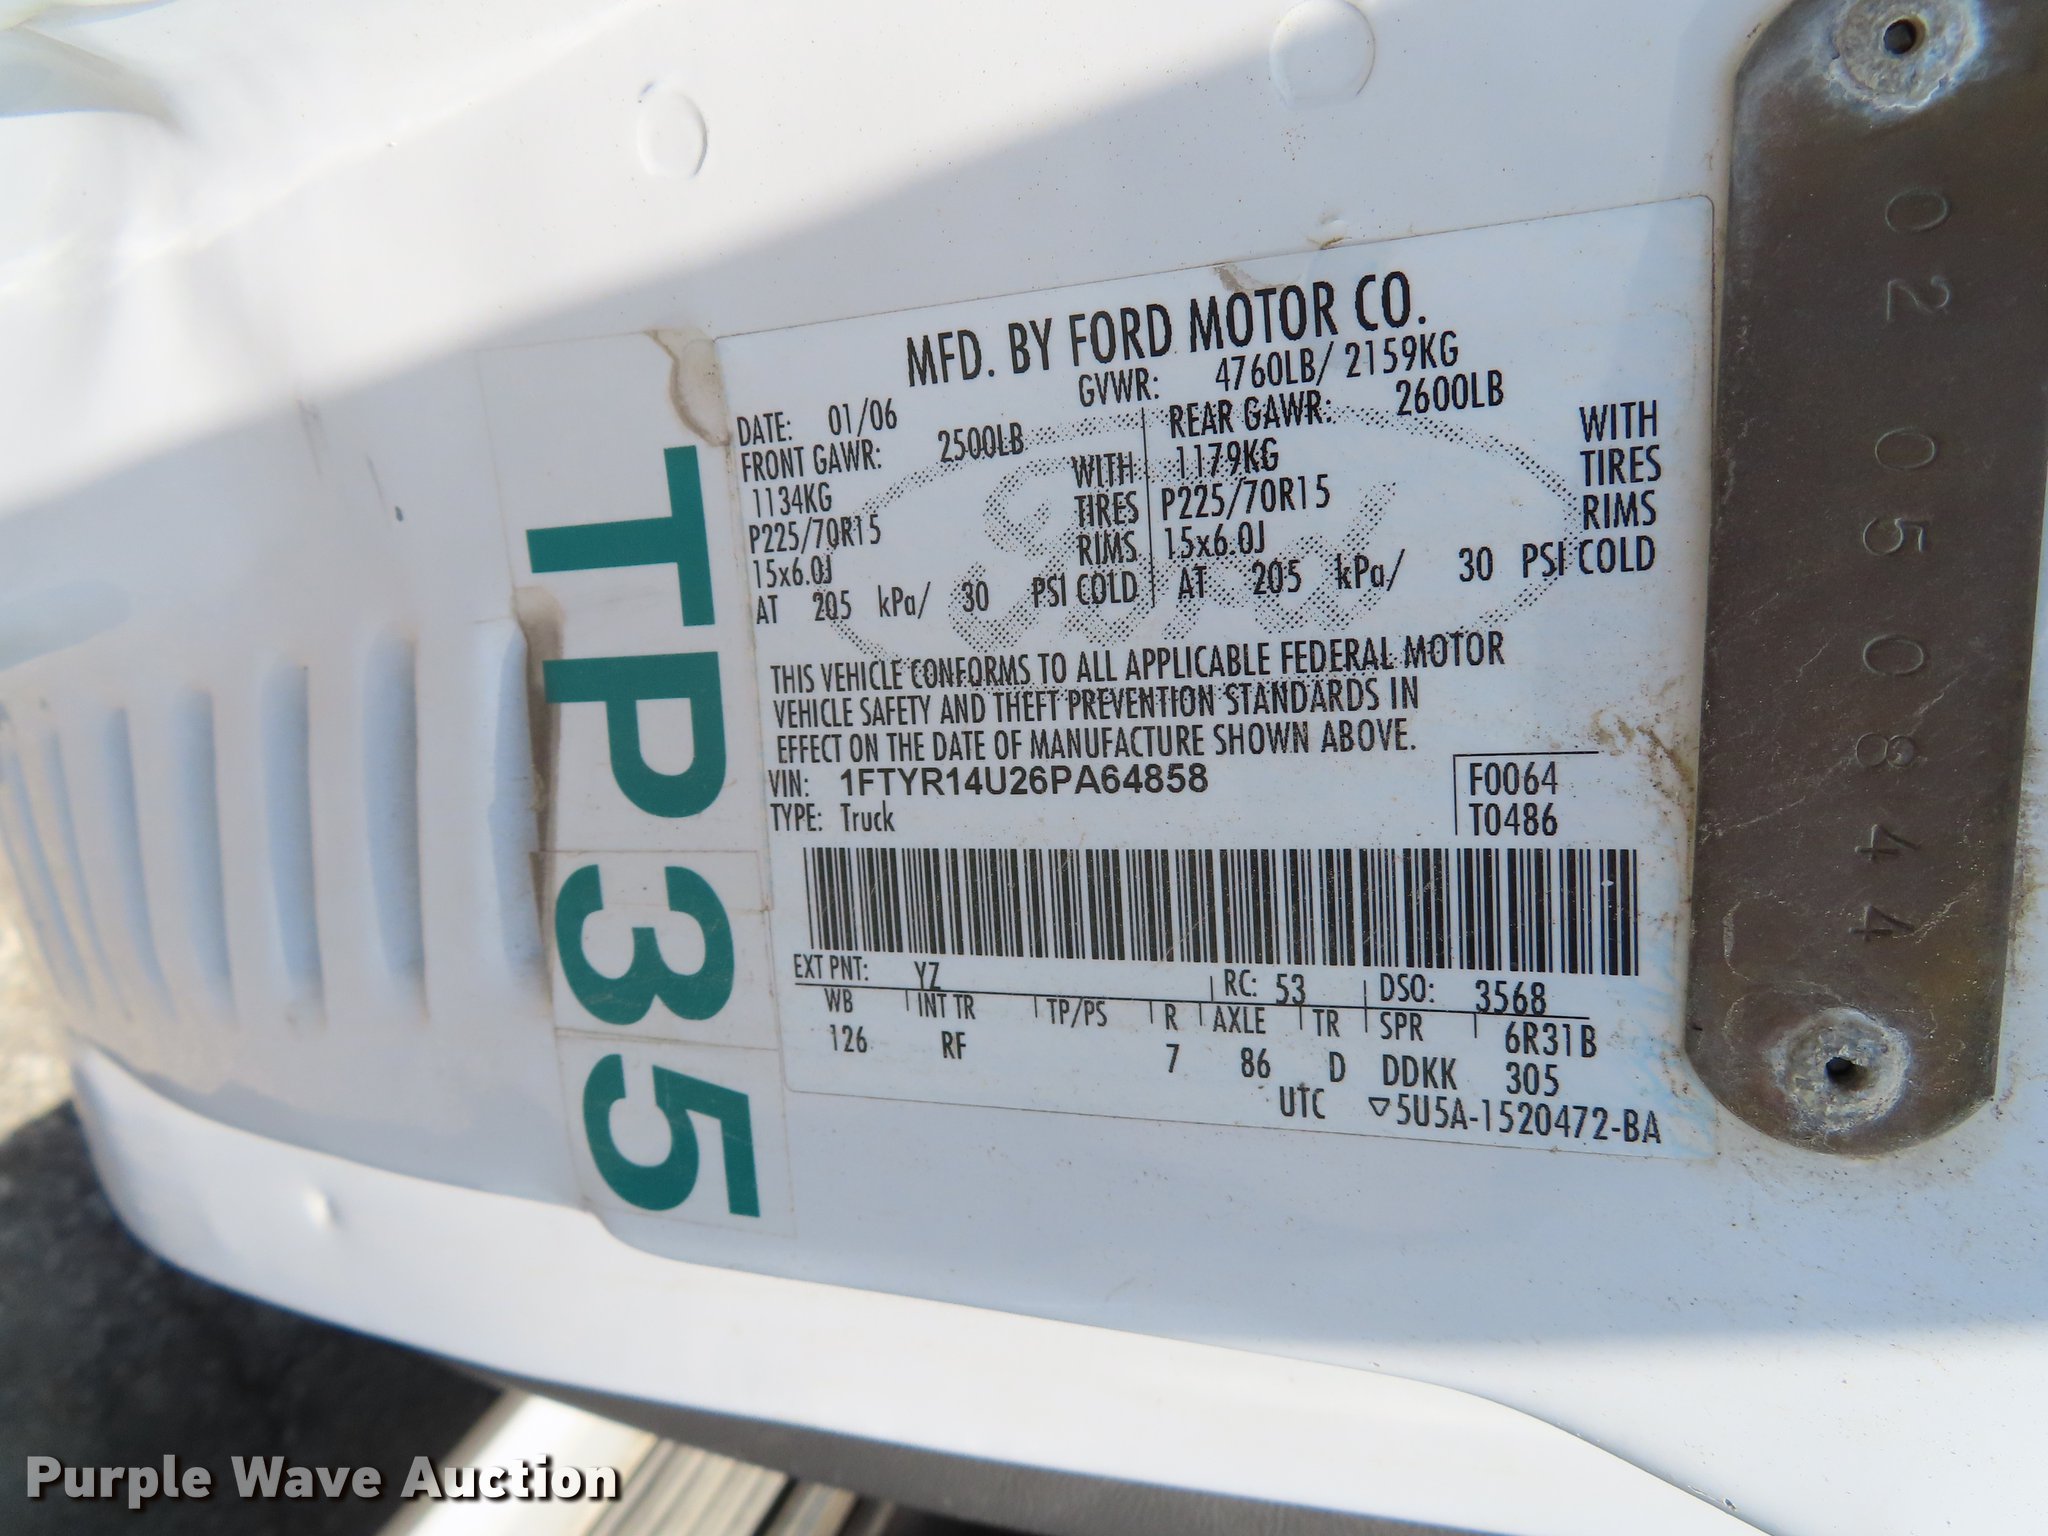 MFD. BY FORD MOTOR CO.
DATE: 01/06 GVWR: 4760LB/ 2159KG
FRONT GAWR: 2500LB REAR GAWR: 2600LB
1134KG WITH 1179KG WITH
P225/70R15 TIRES P225/70R15 TIRES
15x6.0J RIMS 15x6.0J RIMS
AT 205 kPa/ 30 PSI COLD AT 205 kPa/ 30 PSI COLD
Ford
THIS VEHICLE CONFORMS TO ALL APPLICABLE FEDERAL MOTOR
VEHICLE SAFETY AND THEFT PREVENTION STANDARDS IN
EFFECT ON THE DATE OF MANUFACTURE SHOWN ABOVE.
VIN: 1FTYR14U26PA64858 F0064
TYPE: Truck T0486
EXT PNT: YZ RC: 53 DSO: 3568
WB INT TR TP/PS R AXLE TR SPR 6R31B
126 RF 7 86 D DDKK 305
UTC ▽5U5A-1520472-BA
TP35
02050844
Purple Wave Auction